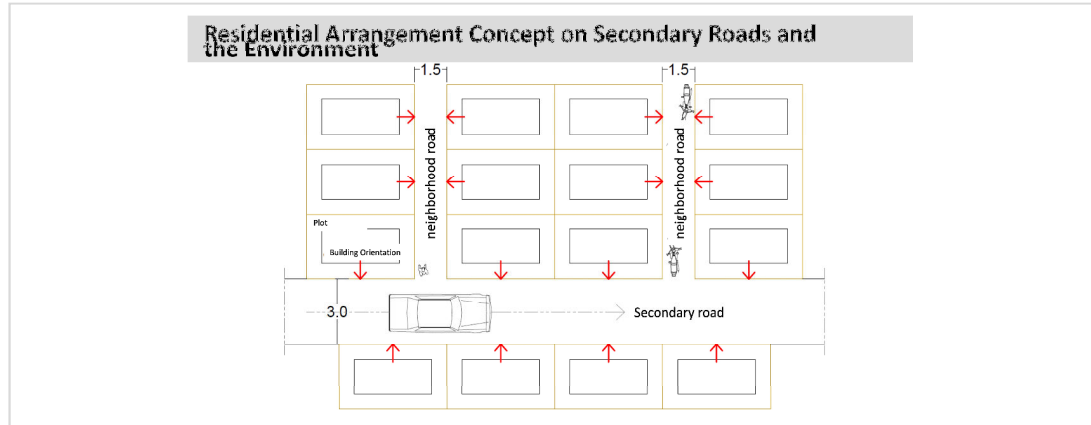 Residential Arrangement Concept on Secondary Roads and
the Environment
1.5
1.5
neighborhood road
neighborhood road
Plot
Building Orientation
3.0
Secondary road